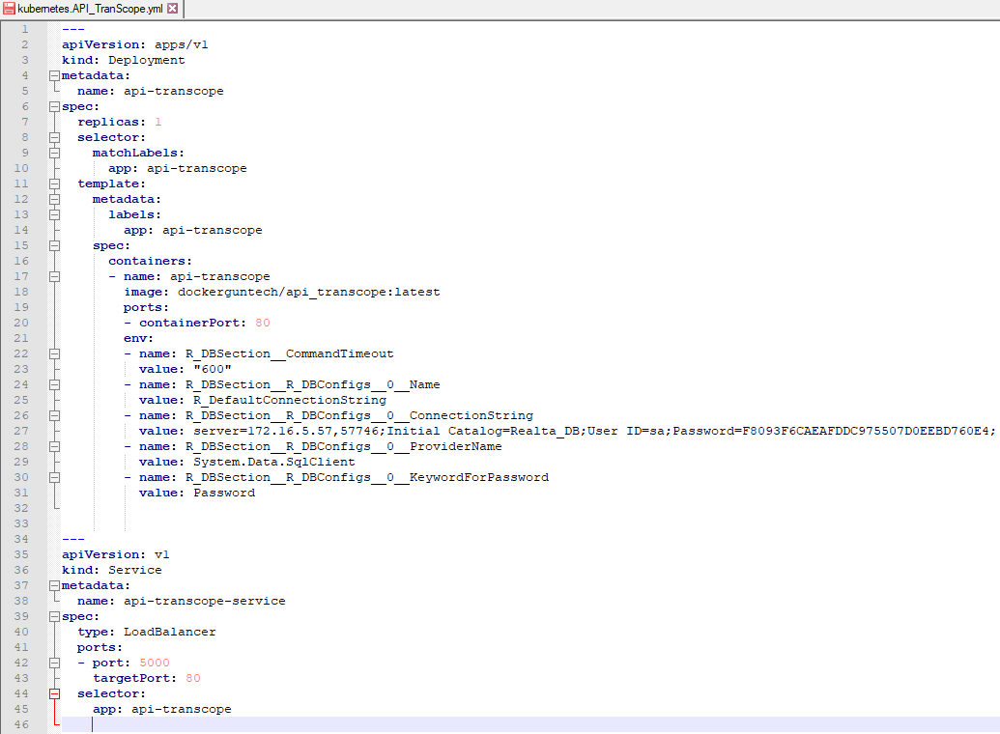 kubernetes.API_TranScope.yml
1 ---
2 apiVersion: apps/v1
3 kind: Deployment
4 metadata:
5   name: api-transcope
6 spec:
7   replicas: 1
8   selector:
9     matchLabels:
10       app: api-transcope
11   template:
12     metadata:
13       labels:
14         app: api-transcope
15     spec:
16       containers:
17       - name: api-transcope
18         image: dockerguntech/api_transcope:latest
19         ports:
20         - containerPort: 80
21         env:
22         - name: R_DBSection__CommandTimeout
23           value: "600"
24         - name: R_DBSection__R_DBConfigs__0__Name
25           value: R_DefaultConnectionString
26         - name: R_DBSection__R_DBConfigs__0__ConnectionString
27           value: server=172.16.5.57,57746;Initial Catalog=Realta_DB;User ID=sa;Password=F8093F6CAEAFDDC975507D0EEBD760E4;
28         - name: R_DBSection__R_DBConfigs__0__ProviderName
29           value: System.Data.SqlClient
30         - name: R_DBSection__R_DBConfigs__0__KeywordForPassword
31           value: Password
32
33
34 ---
35 apiVersion: v1
36 kind: Service
37 metadata:
38   name: api-transcope-service
39 spec:
40   type: LoadBalancer
41   ports:
42   - port: 5000
43     targetPort: 80
44   selector:
45     app: api-transcope
46